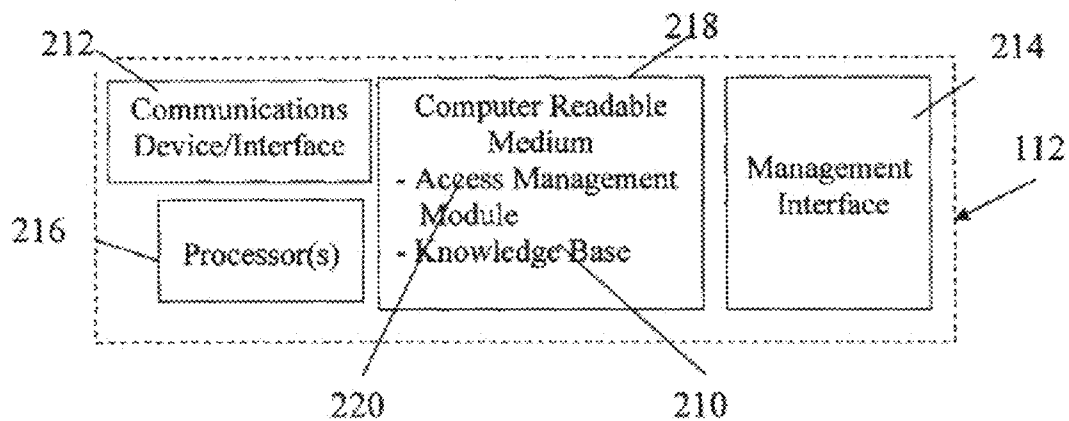 212
218
214
Communications
Device/Interface
Computer Readable
Medium
- Access Management
Module
- Knowledge Base
Management
Interface
112
216
Processor(s)
220
210